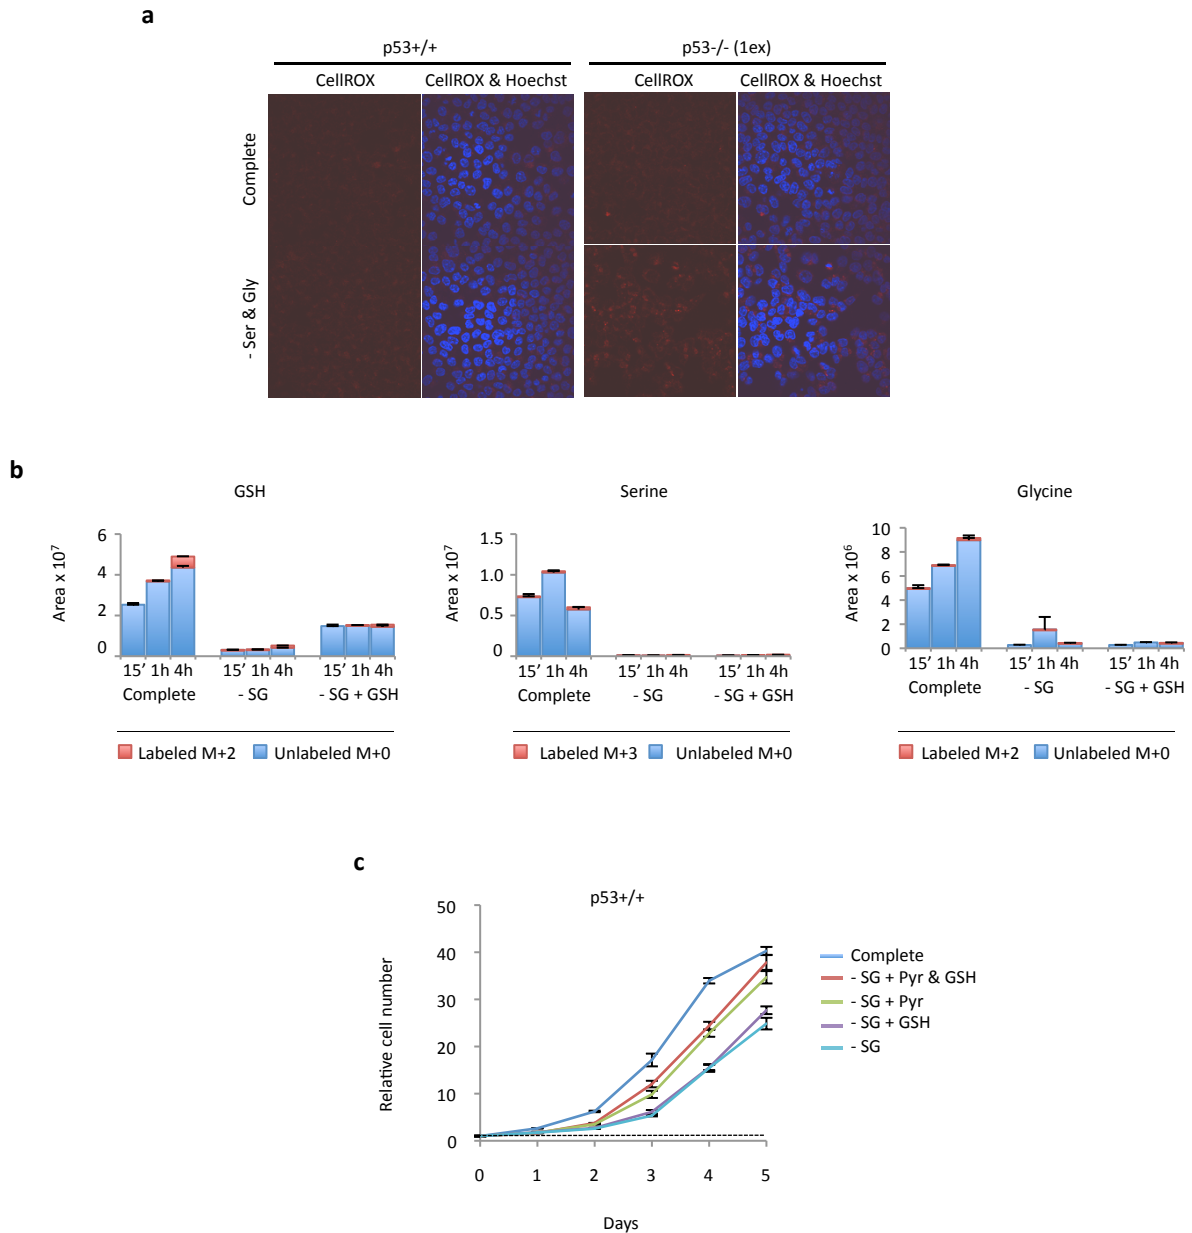 a
p53+/+ p53-/- (1ex)
CellROX CellROX & Hoechst CellROX CellROX & Hoechst
Complete
- Ser & Gly
b
GSH
Area x 10⁷
6
4
2
0
15’ 1h 4h 15’ 1h 4h 15’ 1h 4h
Complete - SG - SG + GSH
Labeled M+2 Unlabeled M+0
Serine
Area x 10⁷
1.5
1.0
0.5
0
15’ 1h 4h 15’ 1h 4h 15’ 1h 4h
Complete - SG - SG + GSH
Labeled M+3 Unlabeled M+0
Glycine
Area x 10⁶
10
8
6
4
2
0
15’ 1h 4h 15’ 1h 4h 15’ 1h 4h
Complete - SG - SG + GSH
Labeled M+2 Unlabeled M+0
c
p53+/+
Relative cell number
50
40
30
20
10
0
0 1 2 3 4 5
Days
Complete
- SG + Pyr & GSH
- SG + Pyr
- SG + GSH
- SG